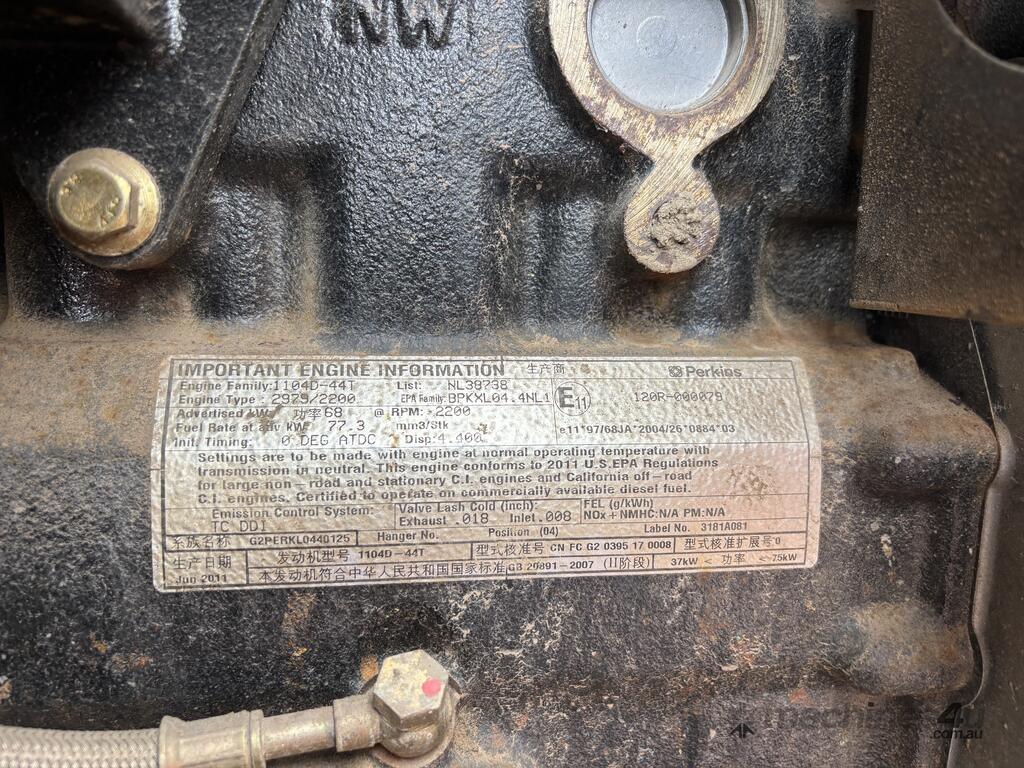 NW
IMPORTANT ENGINE INFORMATION 生产商 Perkins
Engine Family: 1104D-44T List: NL38738 120R-000079
Engine Type : 2979/2200 EPA Family: BPKXL04.4NL1 E11
Advertised kW 功率68 @ RPM: 2200
Fuel Rate at adv kW 77.3 mm3/Stk e11*97/68JA*2004/26*0884*03
Init. Timing: 0 DEG ATDC Disp: 4.400
Settings are to be made with engine at normal operating temperature with
transmission in neutral. This engine conforms to 2011 U.S.EPA Regulations
for large non-road and stationary C.I. engines and California off-road
C.I. engines. Certified to operate on commercially available diesel fuel.
Emission Control System: Valve Lash Cold (Inch): FEL (g/kWh)
TC DDI Exhaust .018 Inlet .008 NOx + NMHC:N/A PM:N/A
Hanger No. Position (04) Label No. 3181A081
系族名称 G2PERKL0440125
生产日期 发动机型号 1104D-44T 型式核准号 CN FC G2 0395 17 0008 型式核准扩展号 0
Jun 2011 本发动机符合中华人民共和国国家标准GB 20891-2007 (II阶段) 37kW < 功率 <75kW
machines4u
.com.au